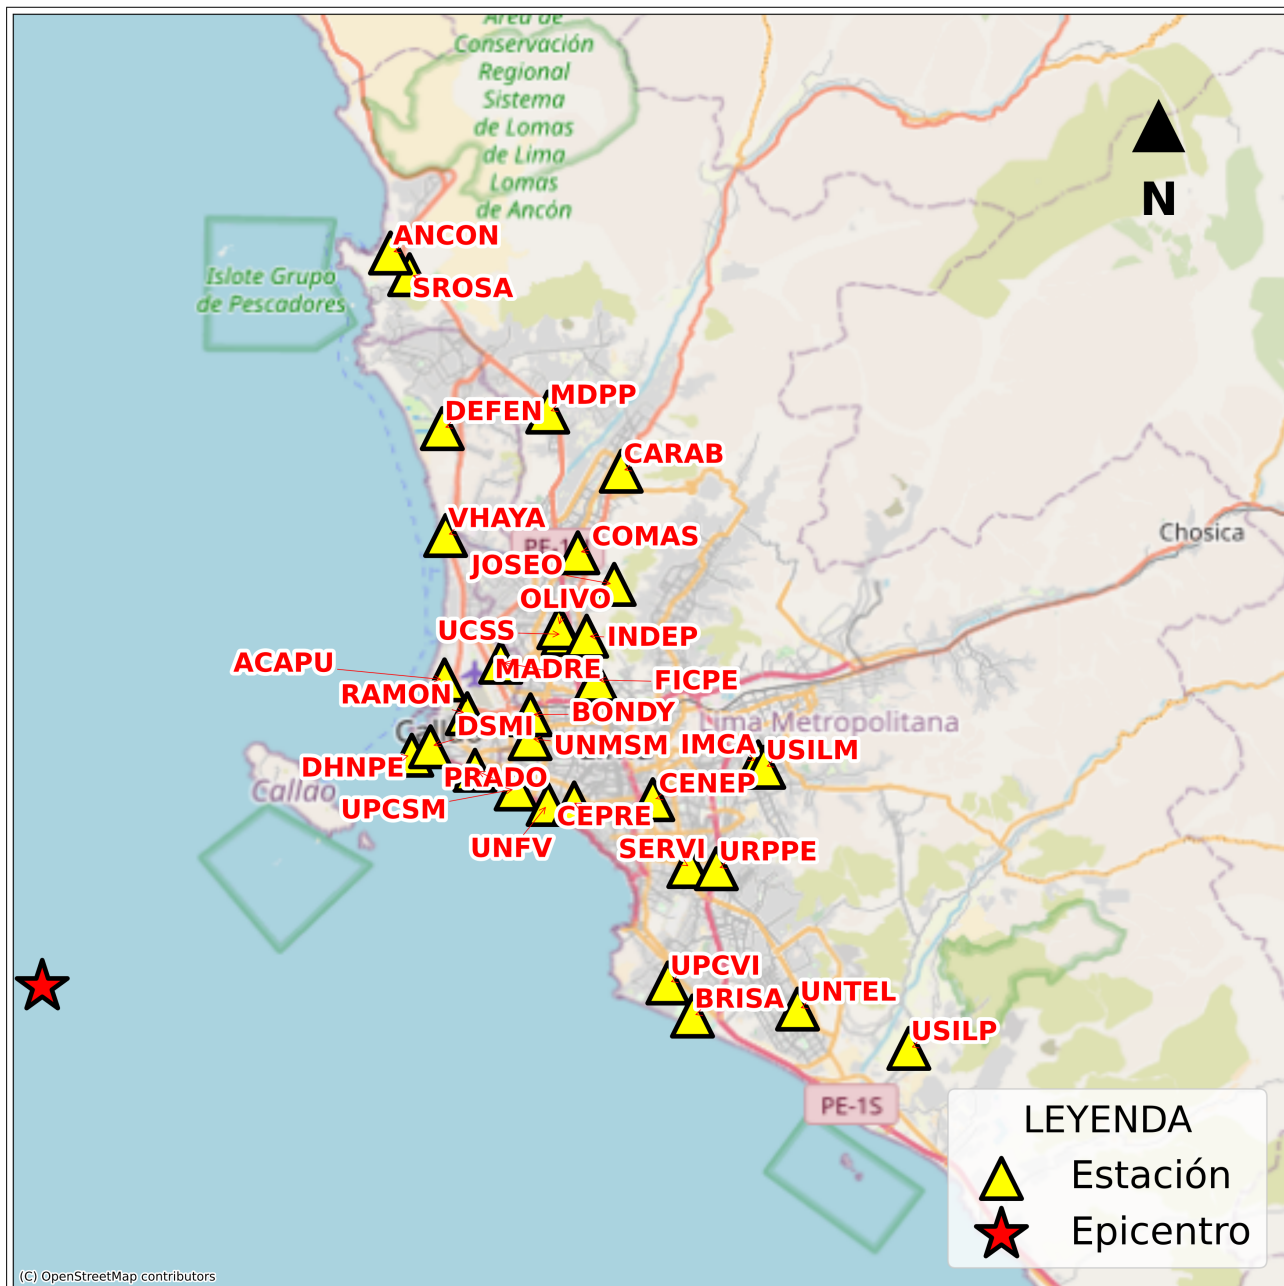 Área de
Conservación
Regional
Sistema
de Lomas
de Lima
Lomas
de Ancón
N
ANCON
Islote Grupo
de Pescadores
SROSA
MDPP
DEFEN
CARAB
VHAYA
COMAS
Chosica
JOSEO
OLIVO
UCSS
INDEP
ACAPU
MADRE
FICPE
RAMON
BONDY
DSMI
Lima Metropolitana
UNMSM
IMCA
USILM
DHNPE
PRADO
CENEP
Callao
UPCSM
CEPRE
UNFV
SERVI
URPPE
UPCVI
BRISA
UNTEL
USILP
PE-1S
LEYENDA
Estación
Epicentro
(C) OpenStreetMap contributors